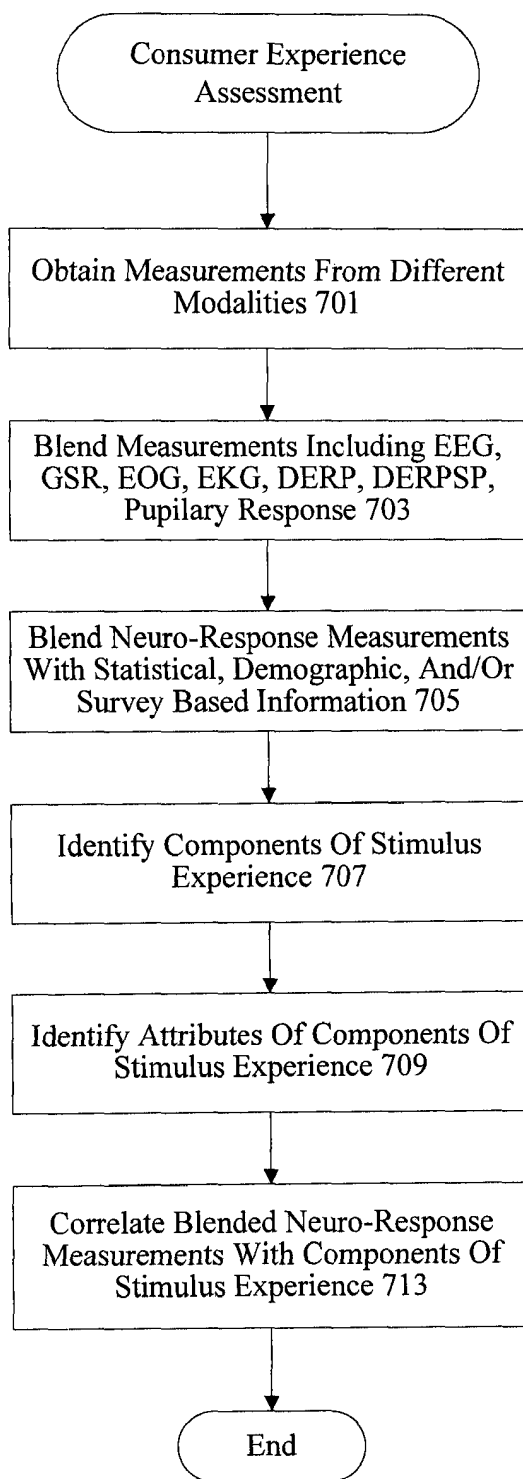 Consumer Experience
Assessment
Obtain Measurements From Different
Modalities 701
Blend Measurements Including EEG,
GSR, EOG, EKG, DERP, DERPSP,
Pupilary Response 703
Blend Neuro-Response Measurements
With Statistical, Demographic, And/Or
Survey Based Information 705
Identify Components Of Stimulus
Experience 707
Identify Attributes Of Components Of
Stimulus Experience 709
Correlate Blended Neuro-Response
Measurements With Components Of
Stimulus Experience 713
End